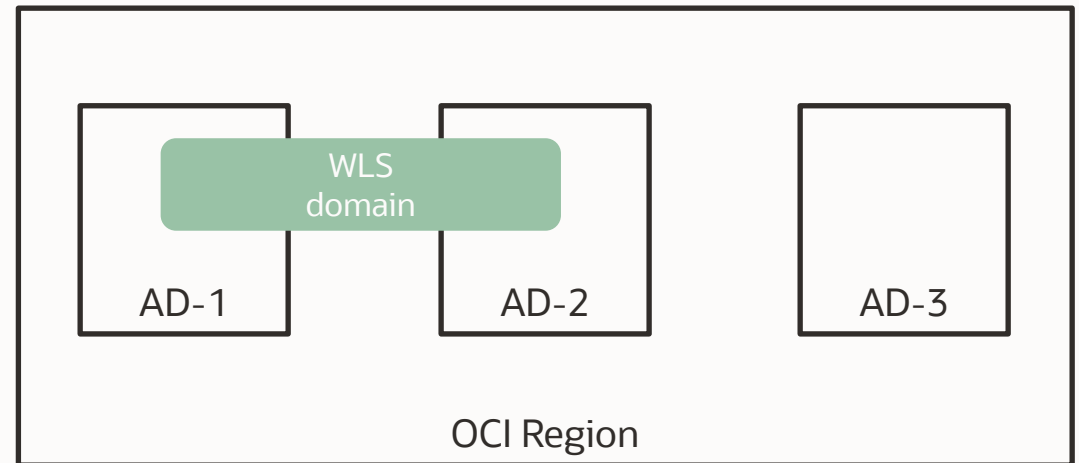 WLS
domain
AD-1
AD-2
AD-3
OCI Region